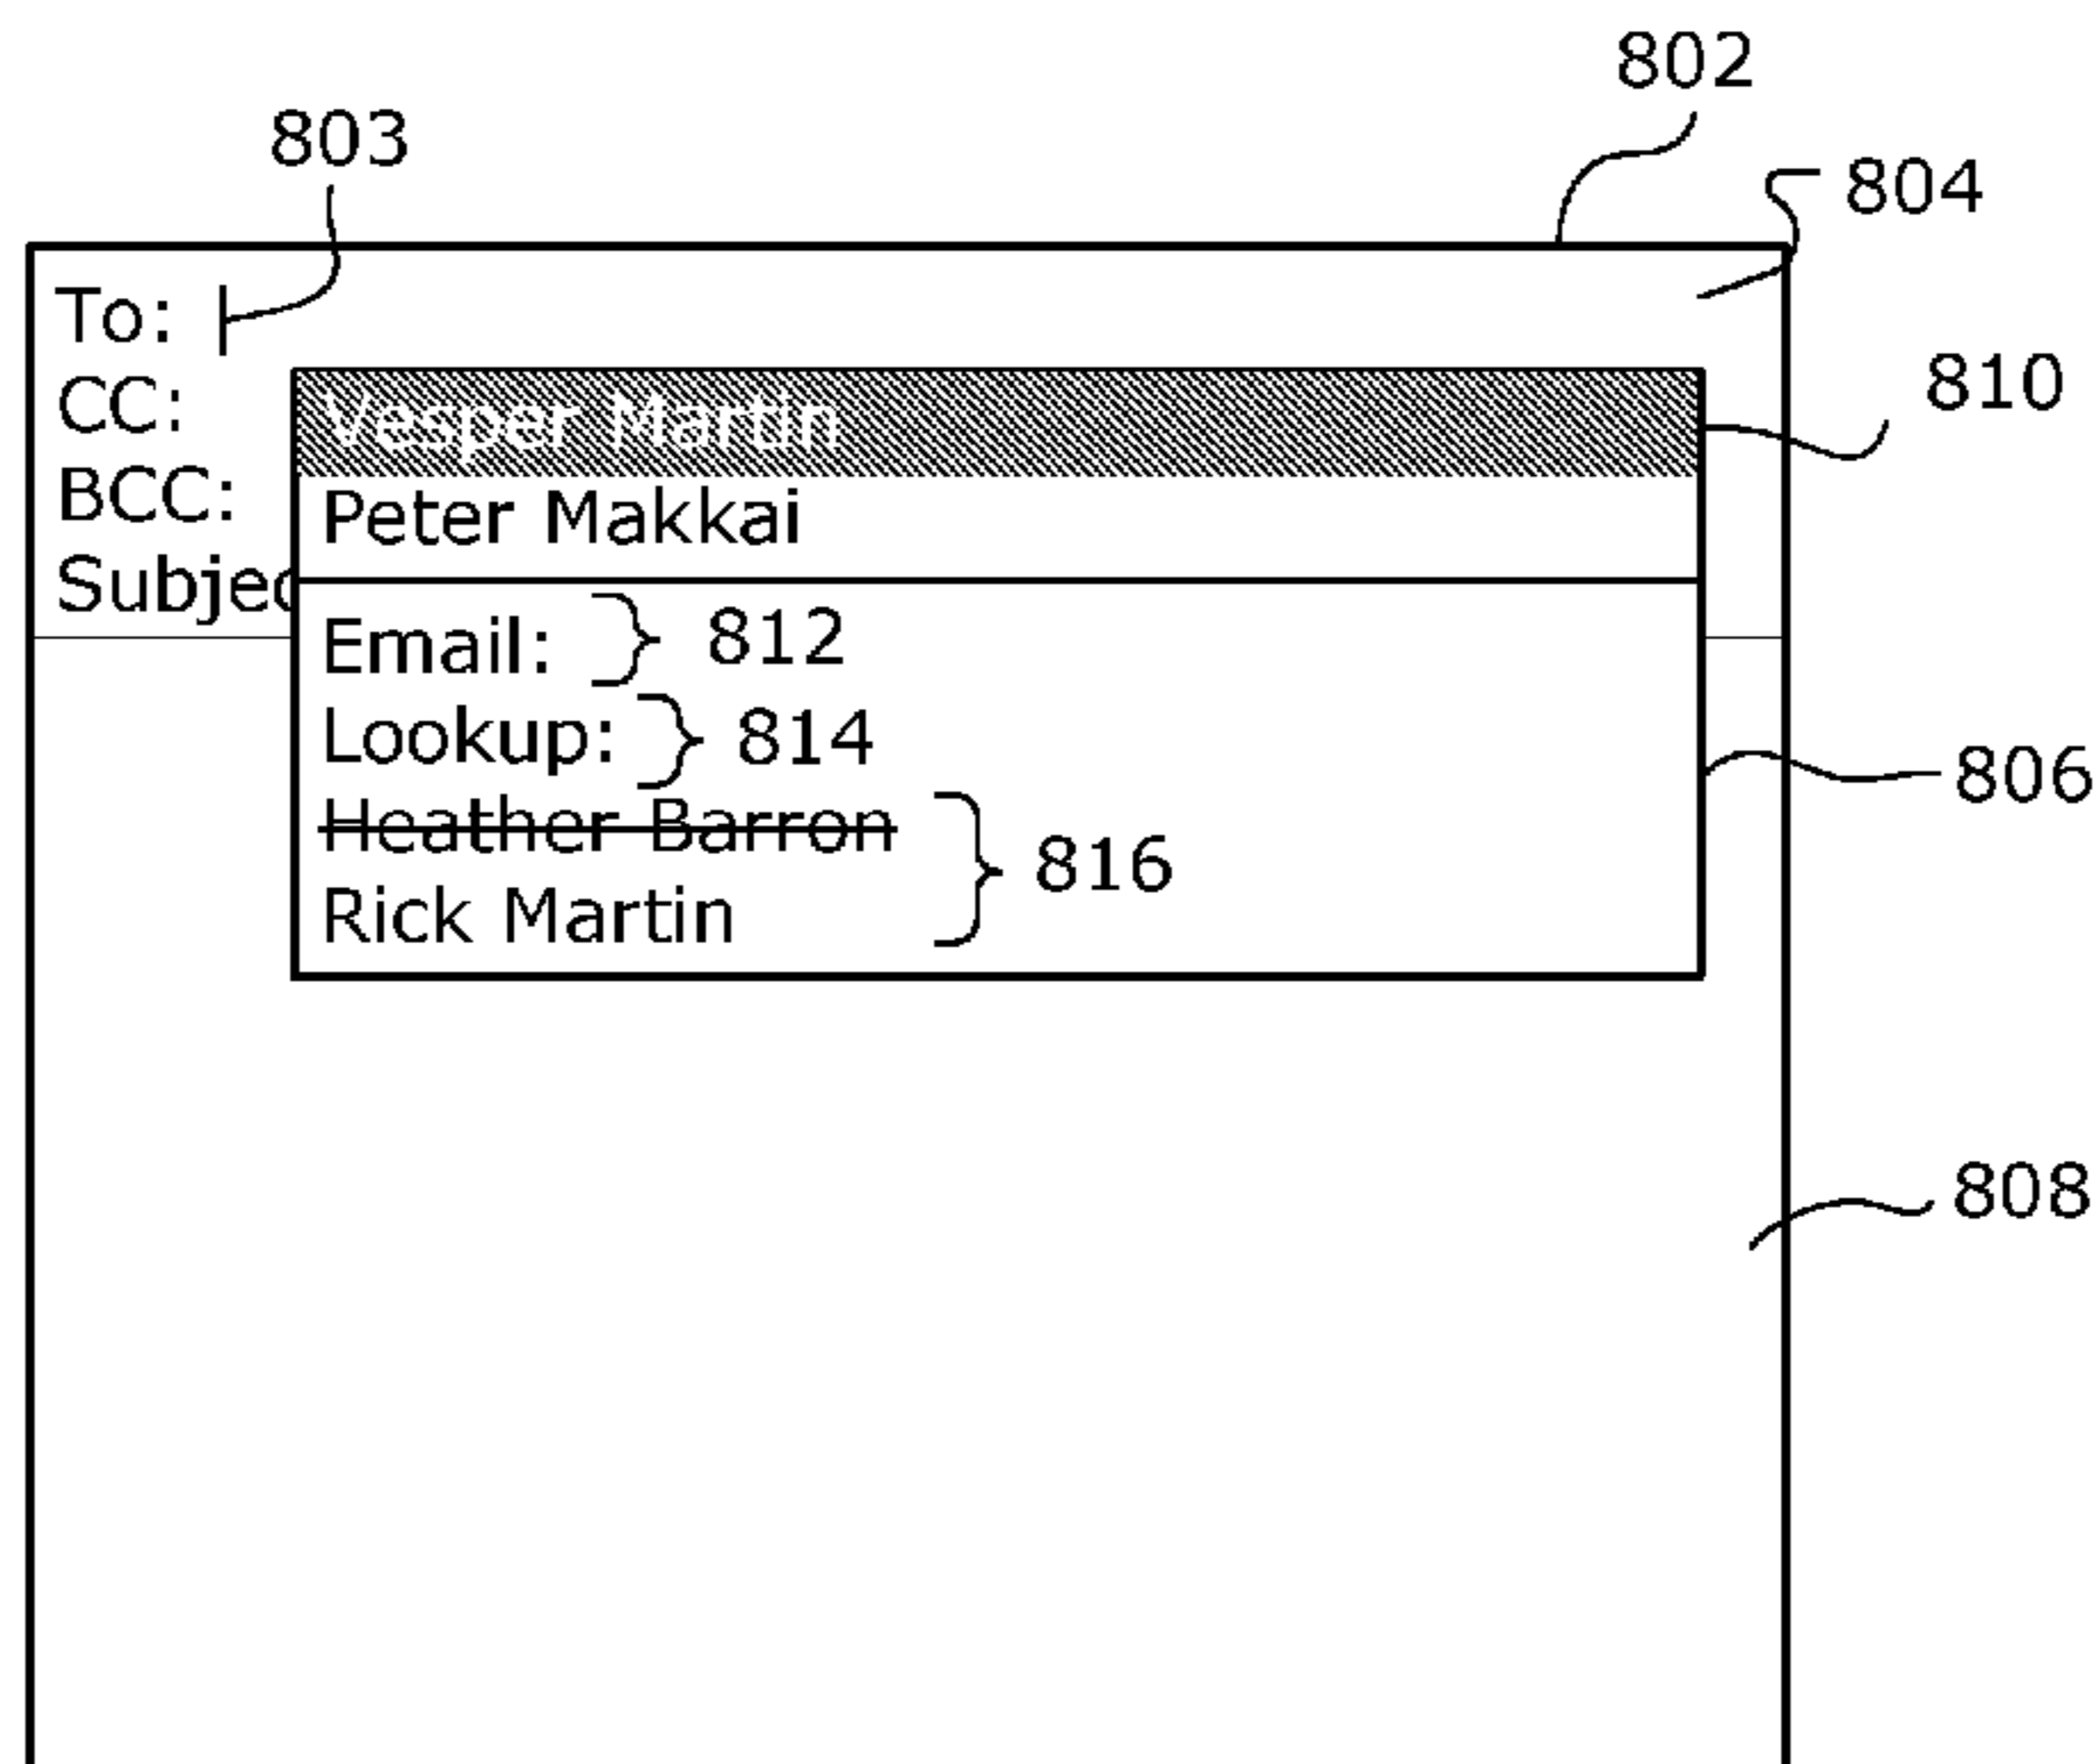 802
803
804
To:
CC:
810
Vesper Martin
BCC:
Peter Makkai
Subjec
Email: 812
Lookup: 814
806
Heather Barron
816
Rick Martin
808